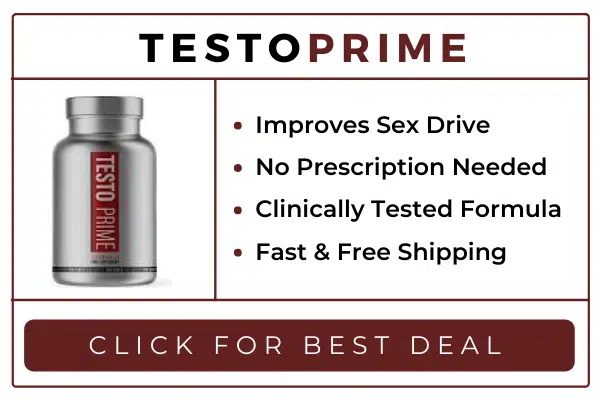 TESTOPRIME
TESTO PRIME
Improves Sex Drive
No Prescription Needed
Clinically Tested Formula
Fast & Free Shipping
CLICK FOR BEST DEAL